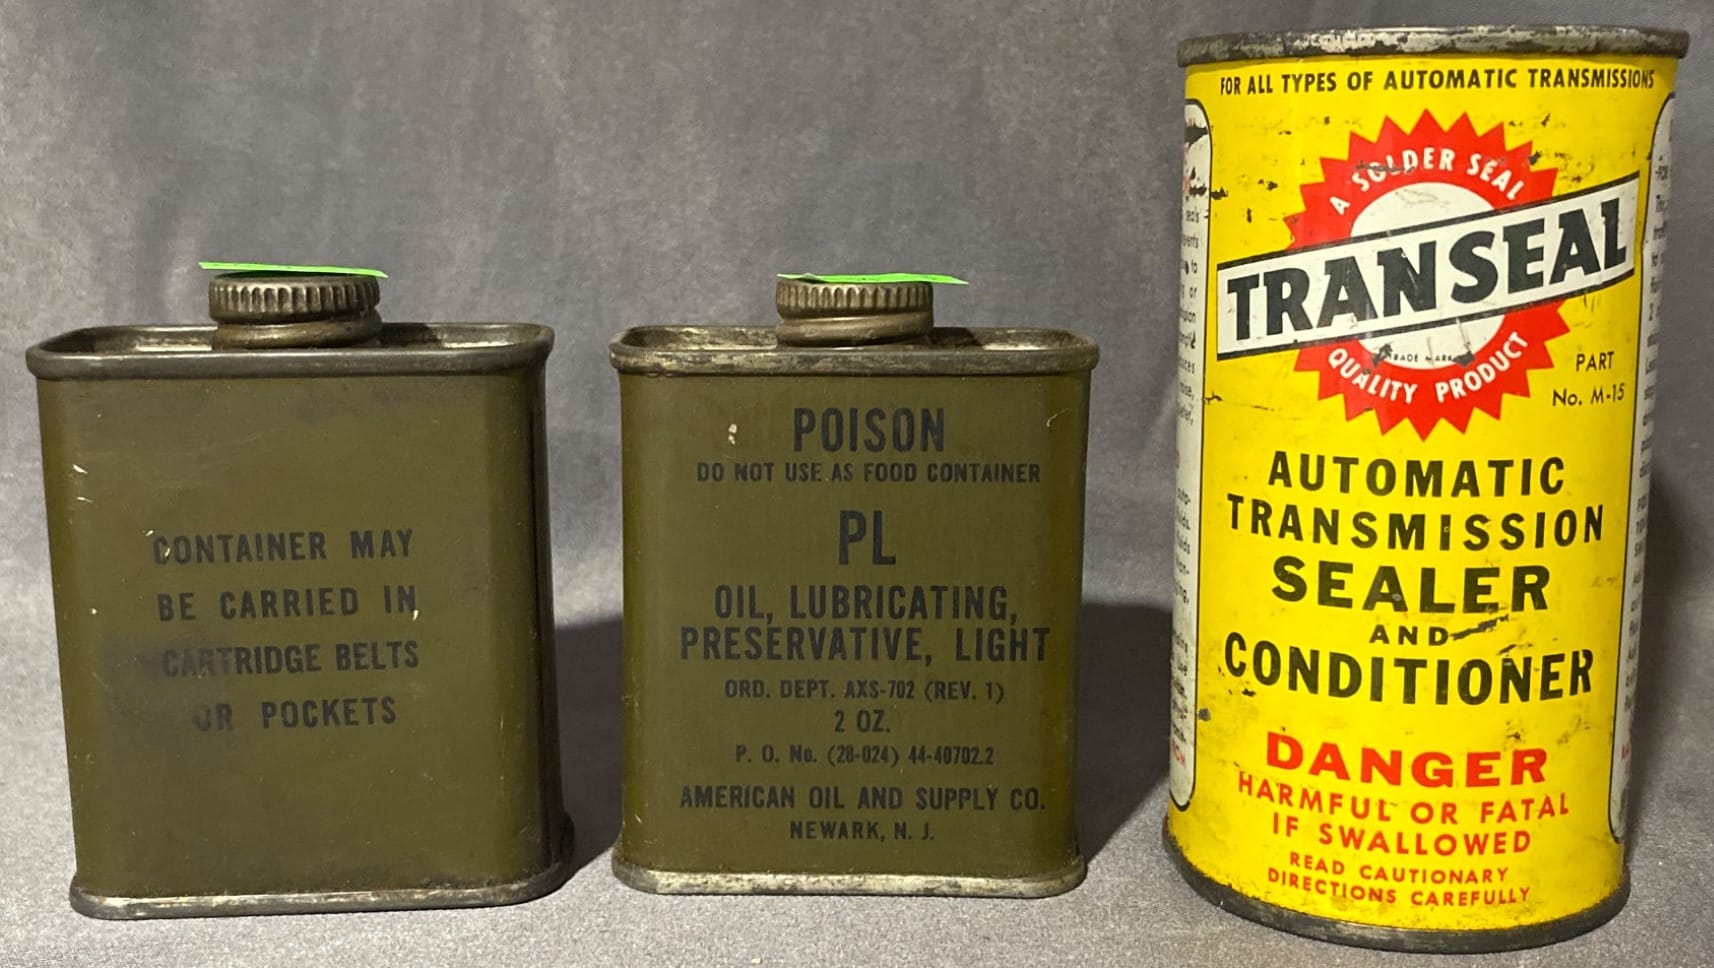 CONTAINER MAY
BE CARRIED IN
CARTRIDGE BELTS
OR POCKETS
POISON
DO NOT USE AS FOOD CONTAINER
PL
OIL, LUBRICATING,
PRESERVATIVE, LIGHT
ORD. DEPT. AXS-702 (REV. 1)
2 OZ.
P. O. No. (28-024) 44-40702.2
AMERICAN OIL AND SUPPLY CO.
NEWARK, N. J.
FOR ALL TYPES OF AUTOMATIC TRANSMISSIONS
A SOLDER SEAL
TRANSEAL
TRADE MARK
QUALITY PRODUCT
PART
No. M-15
AUTOMATIC
TRANSMISSION
SEALER
AND
CONDITIONER
DANGER
HARMFUL OR FATAL
IF SWALLOWED
READ CAUTIONARY
DIRECTIONS CAREFULLY